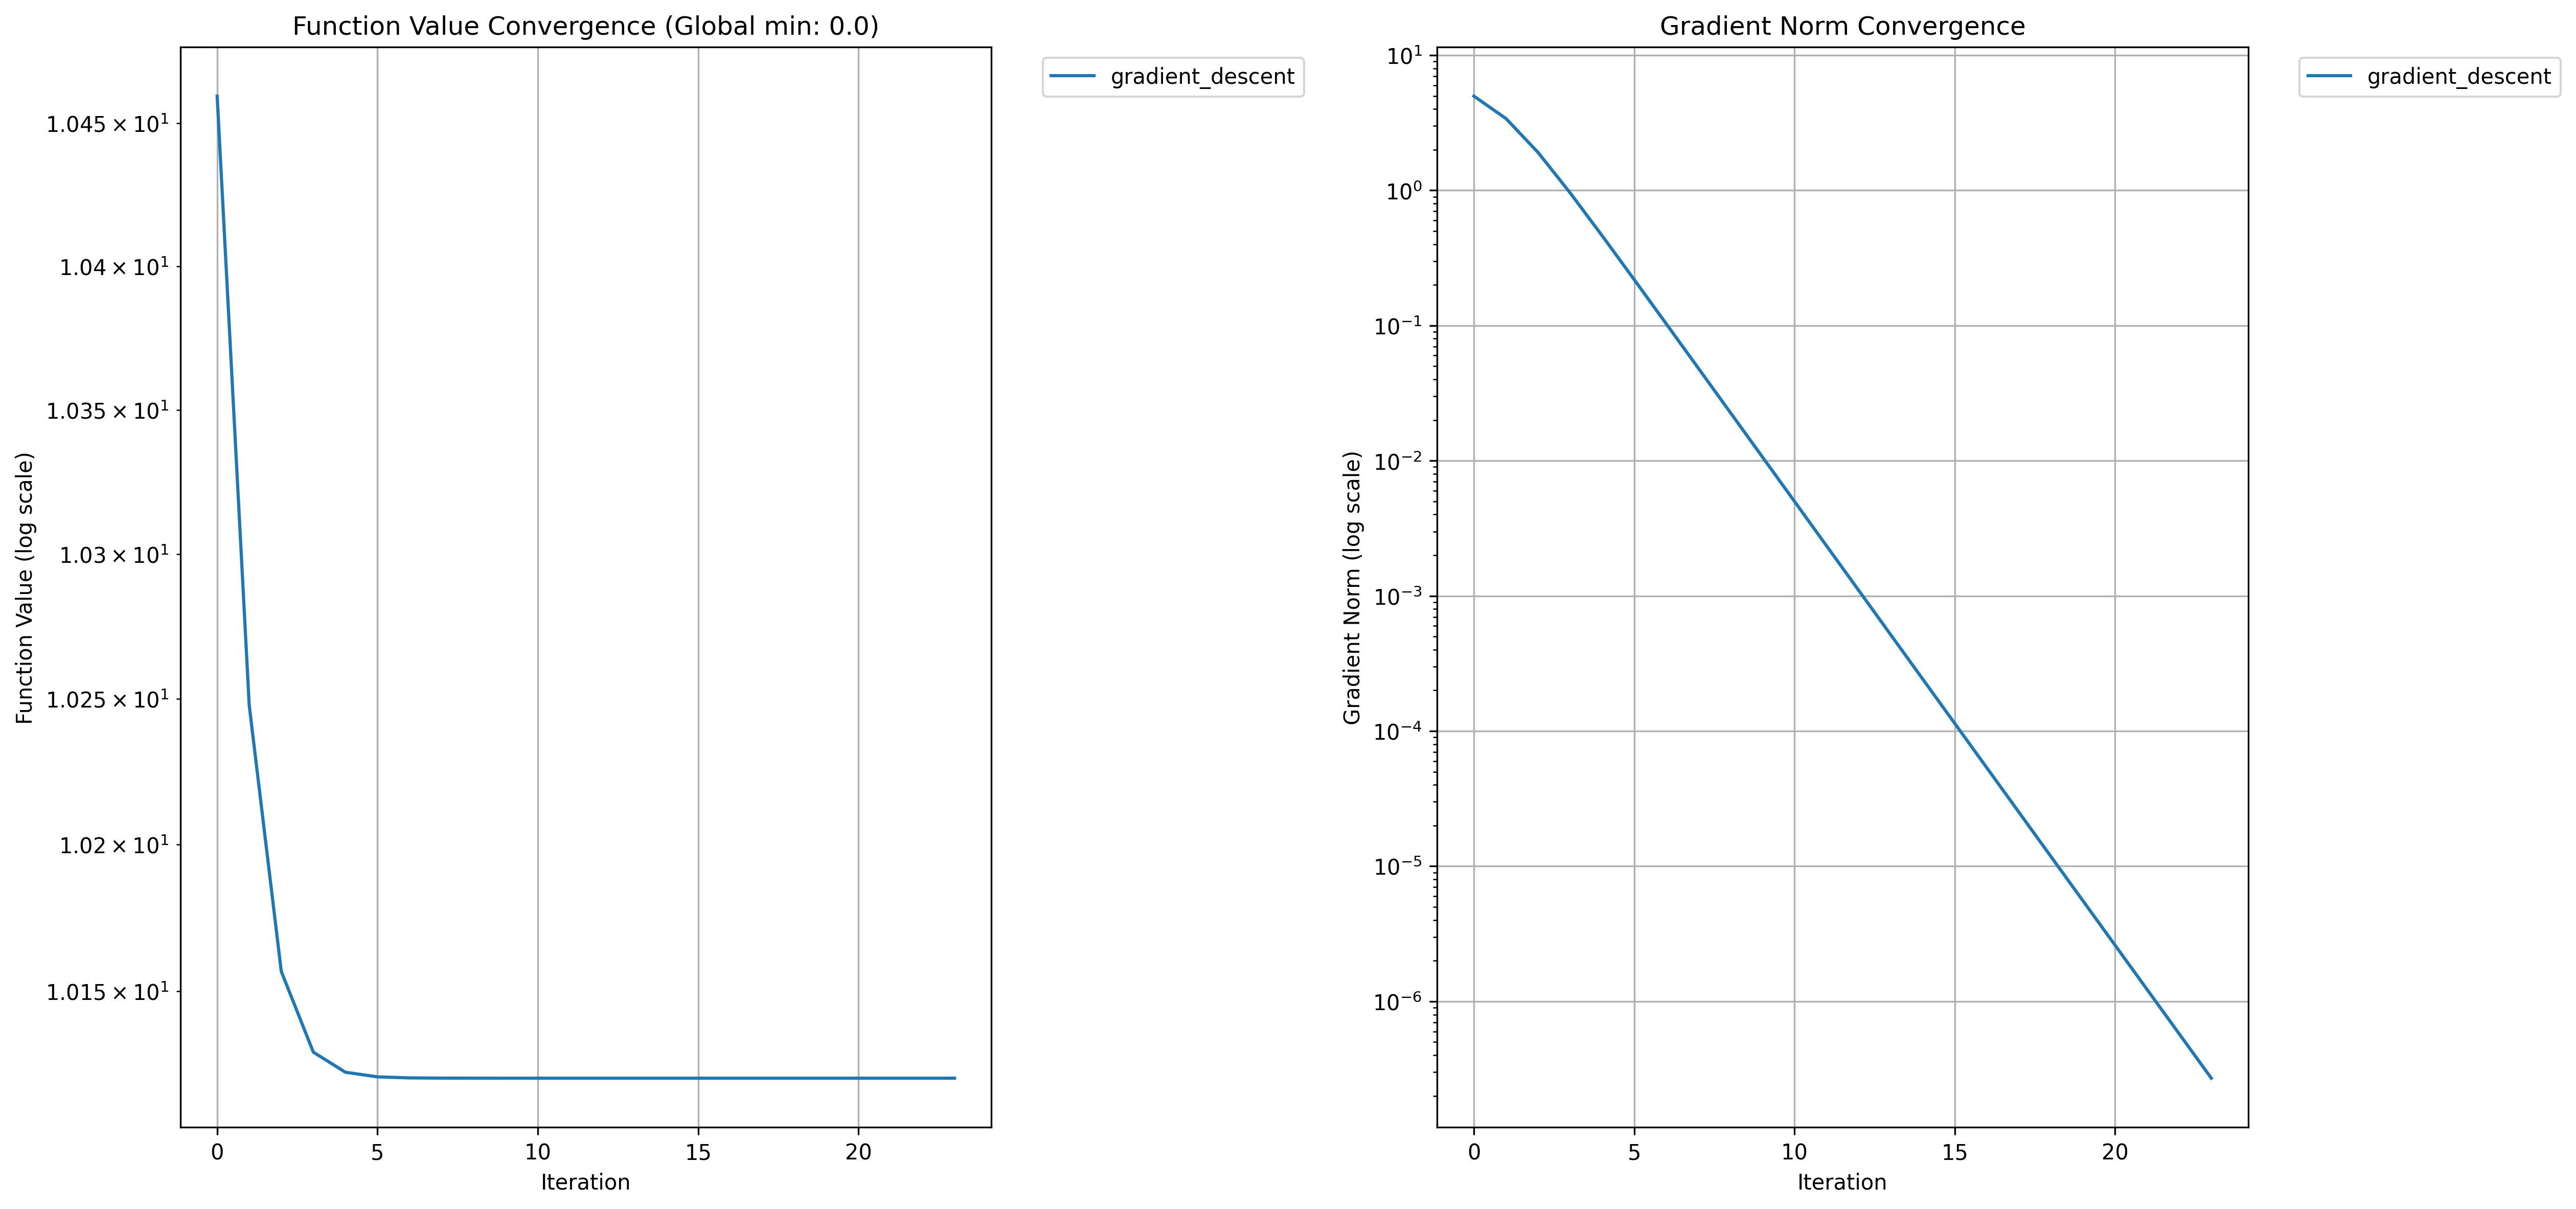 Function Value Convergence (Global min: 0.0)
gradient_descent
1.045 × 10¹
1.04 × 10¹
1.035 × 10¹
1.03 × 10¹
1.025 × 10¹
1.02 × 10¹
1.015 × 10¹
Function Value (log scale)
0 5 10 15 20
Iteration
Gradient Norm Convergence
gradient_descent
10¹
10⁰
10⁻¹
10⁻²
10⁻³
10⁻⁴
10⁻⁵
10⁻⁶
Gradient Norm (log scale)
0 5 10 15 20
Iteration